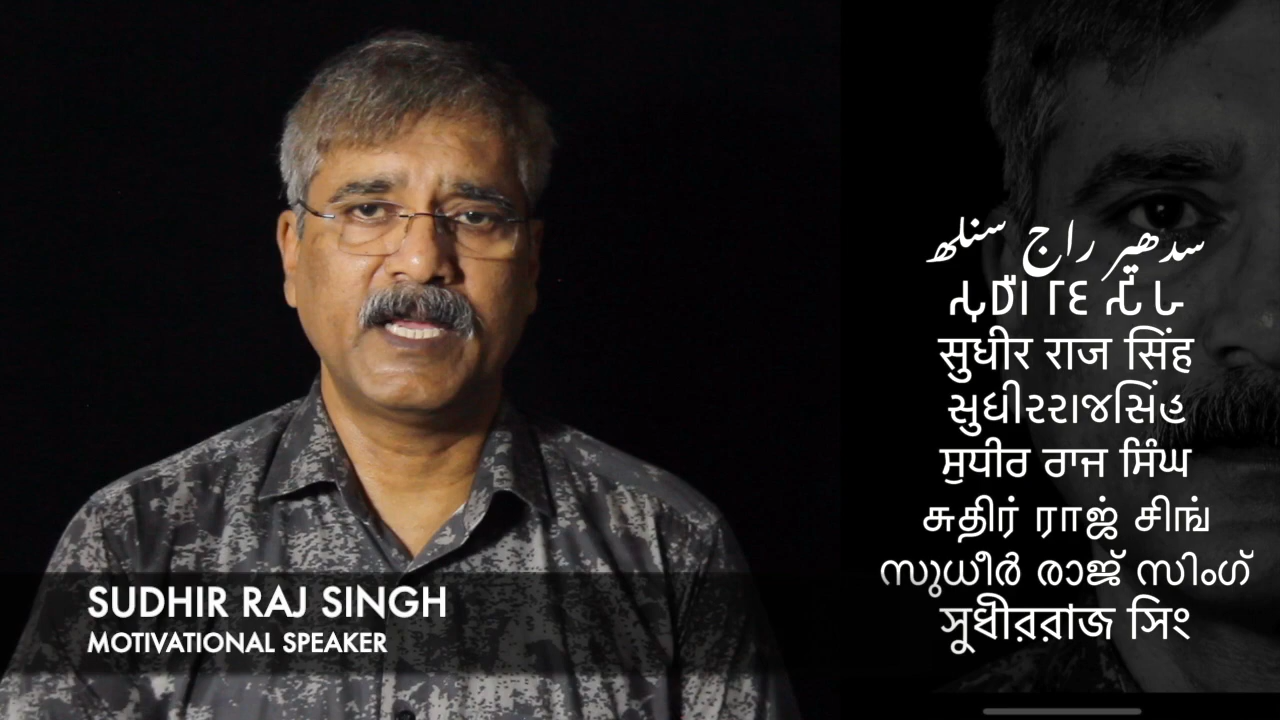 SUDHIR RAJ SINGH
MOTIVATIONAL SPEAKER
سدھیر راج سنلھ
सुधीर राज सिंह
સુધીરરાજસિંહ
ਸੁਧੀਰ ਰਾਜ ਸਿੰਘ
சுதிர் ராஜ் சிங்
സുധീർ രാജ് സിംഗ്
সুধীররাজ সিং